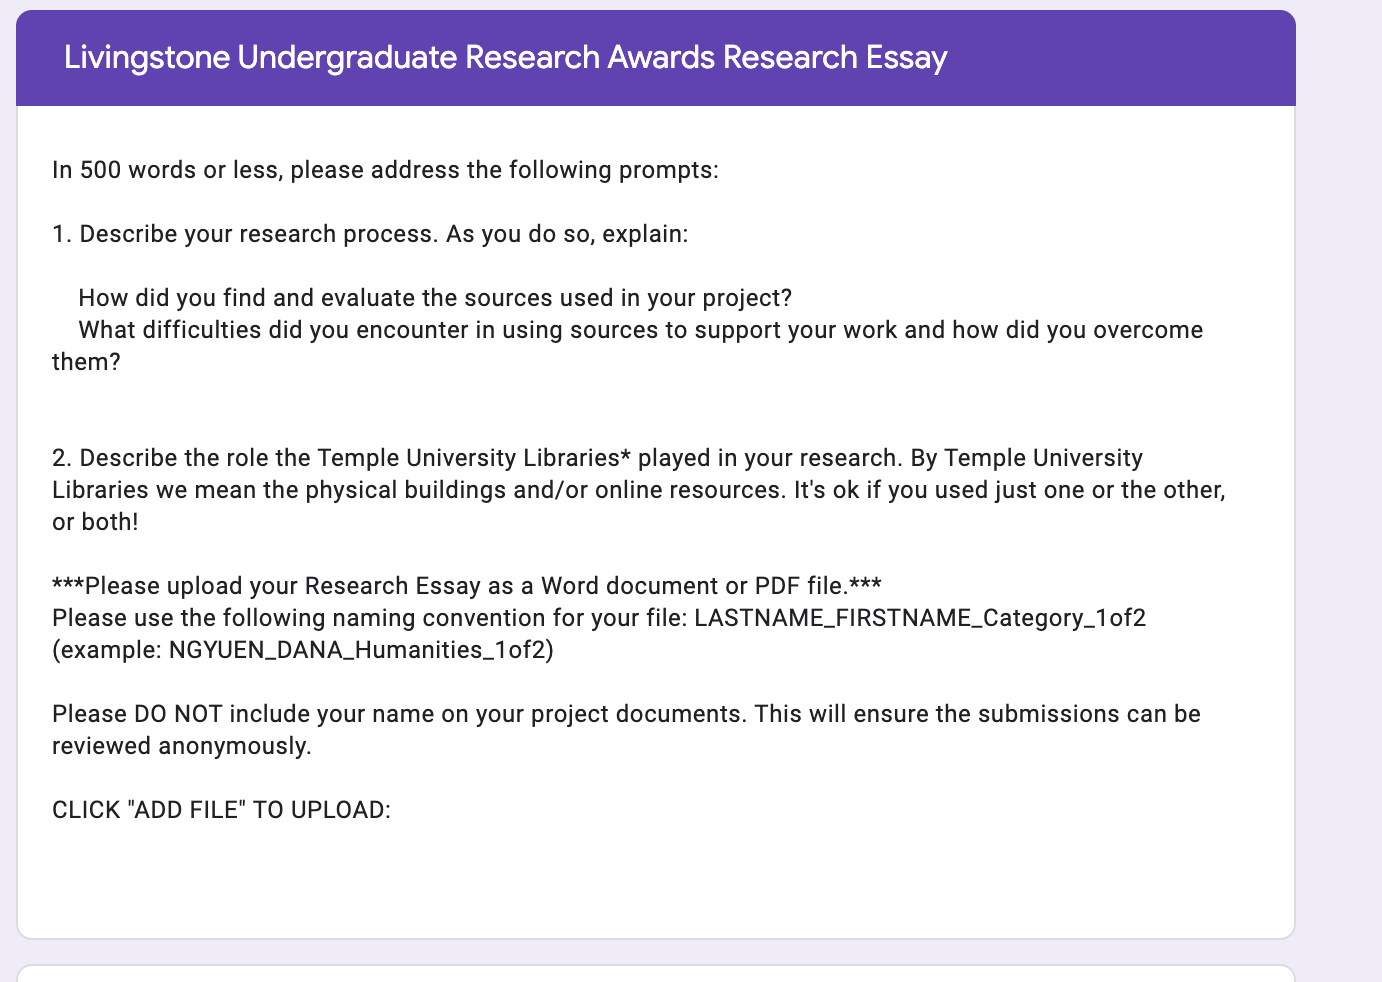 Livingstone Undergraduate Research Awards Research Essay
In 500 words or less, please address the following prompts:
1. Describe your research process. As you do so, explain:
How did you find and evaluate the sources used in your project?
What difficulties did you encounter in using sources to support your work and how did you overcome
them?
2. Describe the role the Temple University Libraries* played in your research. By Temple University
Libraries we mean the physical buildings and/or online resources. It's ok if you used just one or the other,
or both!
***Please upload your Research Essay as a Word document or PDF file.***
Please use the following naming convention for your file: LASTNAME_FIRSTNAME_Category_1of2
(example: NGYUEN_DANA_Humanities_1of2)
Please DO NOT include your name on your project documents. This will ensure the submissions can be
reviewed anonymously.
CLICK "ADD FILE" TO UPLOAD: